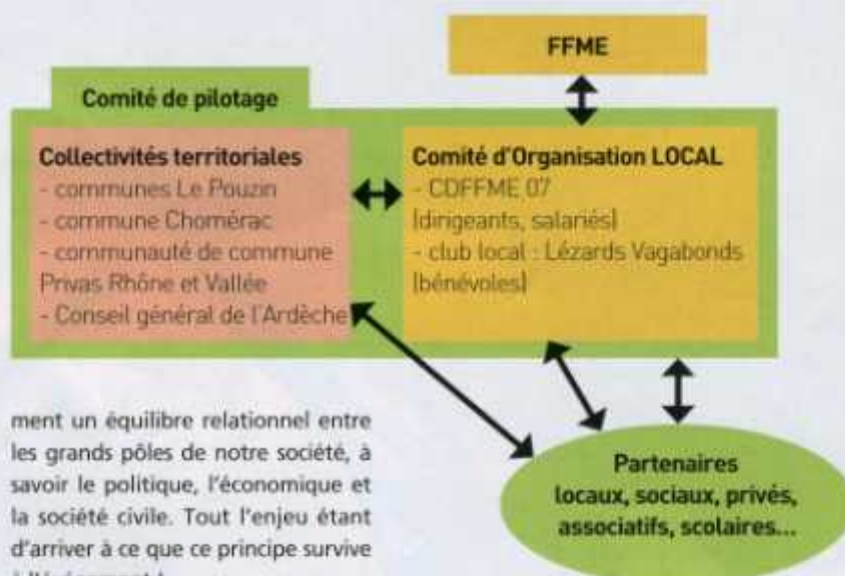 FFME
Comité de pilotage
Collectivités territoriales
- communes Le Pouzin
- commune Chomérac
- communauté de commune
Privas Rhône et Vallée
- Conseil général de l'Ardèche
Comité d'Organisation LOCAL
- CDFFME 07
(dirigeants, salariés)
- club local : Lézards Vagabonds
(bénévoles)
Partenaires
locaux, sociaux, privés,
associatifs, scolaires...
ment un équilibre relationnel entre
les grands pôles de notre société, à
savoir le politique, l'économique et
la société civile. Tout l'enjeu étant
d'arriver à ce que ce principe survive